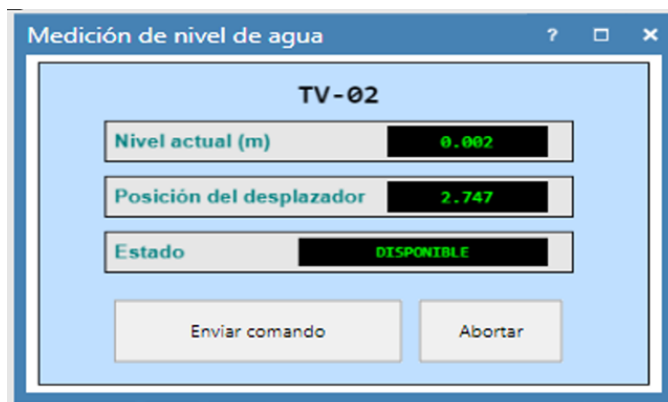 Medición de nivel de agua ?
TV-02
Nivel actual (m) 0.002
Posición del desplazador 2.747
Estado DISPONIBLE
Enviar comando Abortar